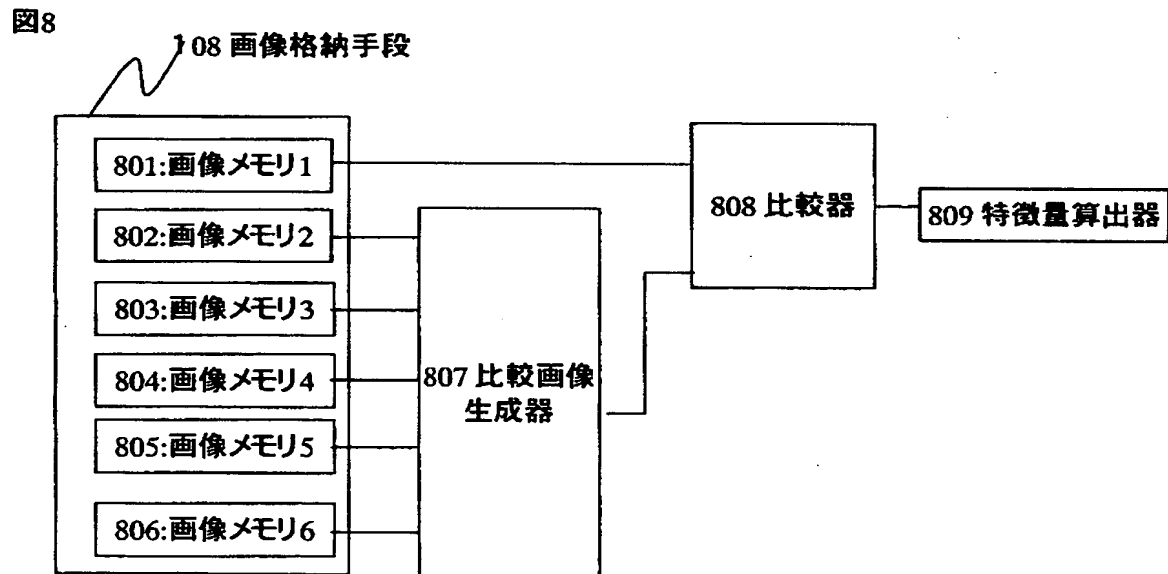 図8
108 画像格納手段
801:画像メモリ1
802:画像メモリ2
803:画像メモリ3
804:画像メモリ4
805:画像メモリ5
806:画像メモリ6
807 比較画像
生成器
808 比較器
809 特徴量算出器